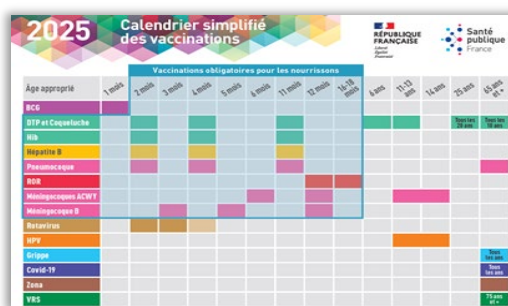 2025
Calendrier simplifié
des vaccinations
RÉPUBLIQUE
FRANÇAISE
Liberté
Égalité
Fraternité
Santé
publique
France
Vaccinations obligatoires pour les nourrissons
Âge approprié
1 mois
2 mois
3 mois
4 mois
5 mois
6 mois
11 mois
12 mois
16-18 mois
6 ans
11-13 ans
14 ans
25 ans
65 ans et +
BCG
DTP et Coqueluche
Tous les 20 ans
Tous les 10 ans
Hib
Hépatite B
Pneumocoque
ROR
Méningocoques ACWY
Méningocoque B
Rotavirus
HPV
Grippe
Tous les ans
Covid-19
Tous les ans
Zona
VRS
75 ans et +